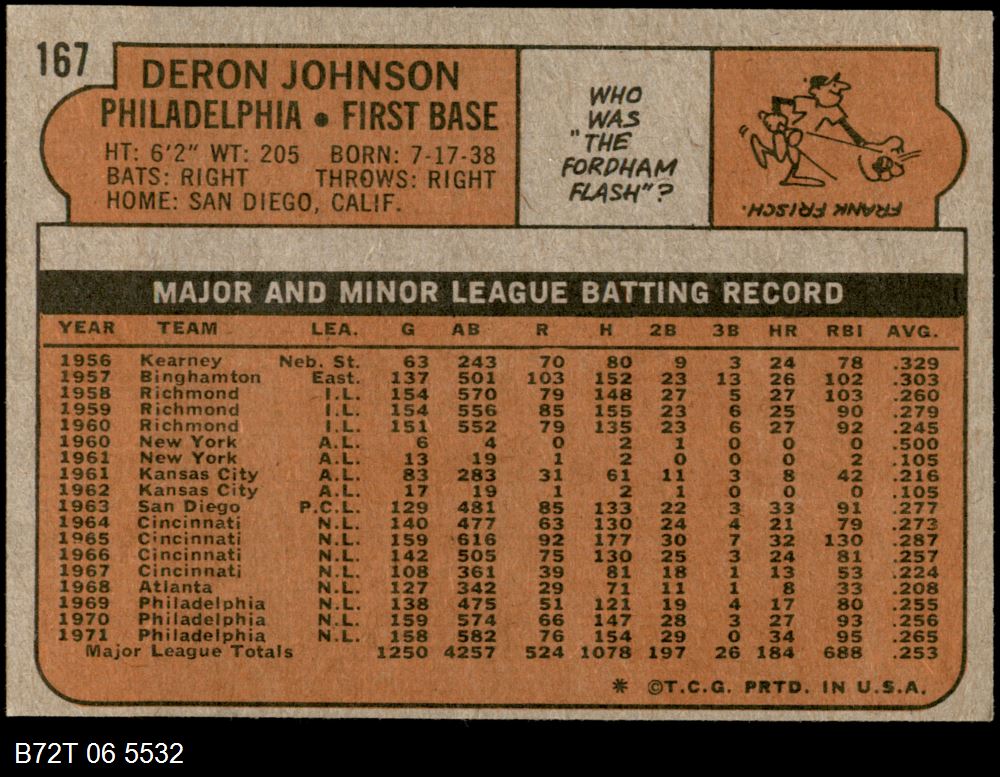 167
DERON JOHNSON
PHILADELPHIA • FIRST BASE
HT: 6'2" WT: 205 BORN: 7-17-38
BATS: RIGHT THROWS: RIGHT
HOME: SAN DIEGO, CALIF.
WHO
WAS
"THE
FORDHAM
FLASH"?
FRANK FRISCH.
MAJOR AND MINOR LEAGUE BATTING RECORD
YEAR TEAM LEA. G AB R H 2B 3B HR RBI AVG.
1956 Kearney Neb. St. 63 243 70 80 9 3 24 78 .329
1957 Binghamton East. 137 501 103 152 23 13 26 102 .303
1958 Richmond I.L. 154 570 79 148 27 5 27 103 .260
1959 Richmond I.L. 154 556 85 155 23 6 25 90 .279
1960 Richmond I.L. 151 552 79 135 23 6 27 92 .245
1960 New York A.L. 6 4 0 2 1 0 0 0 .500
1961 New York A.L. 13 19 1 2 0 0 0 2 .105
1961 Kansas City A.L. 83 283 31 61 11 3 8 42 .216
1962 Kansas City A.L. 17 19 1 2 1 0 0 0 .105
1963 San Diego P.C.L. 129 481 85 133 22 3 33 91 .277
1964 Cincinnati N.L. 140 477 63 130 24 4 21 79 .273
1965 Cincinnati N.L. 159 616 92 177 30 7 32 130 .287
1966 Cincinnati N.L. 142 505 75 130 25 3 24 81 .257
1967 Cincinnati N.L. 108 361 39 81 18 1 13 53 .224
1968 Atlanta N.L. 127 342 29 71 11 1 8 33 .208
1969 Philadelphia N.L. 138 475 51 121 19 4 17 80 .255
1970 Philadelphia N.L. 159 574 66 147 28 3 27 93 .256
1971 Philadelphia N.L. 158 582 76 154 29 0 34 95 .265
Major League Totals 1250 4257 524 1078 197 26 184 688 .253
* ©T.C.G. PRTD. IN U.S.A.
B72T 06 5532